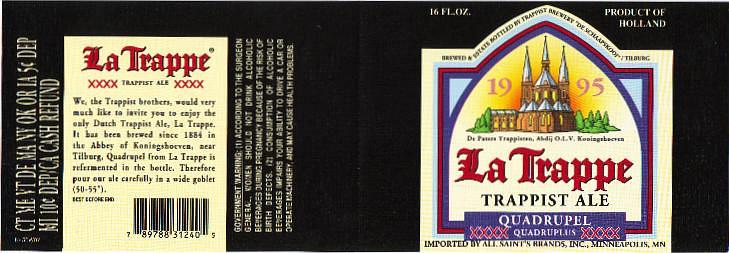 CT ME VT DE MA NY OK OR IA 5¢ DEP
MI 10¢ DEP/CA CASH REFUND
La Trappe®
XXXX TRAPPIST ALE XXXX
We, the Trappist brothers, would very
much like to invite you to enjoy the
only Dutch Trappist Ale, La Trappe.
It has been brewed since 1884 in
the Abbey of Koningshoeven, near
Tilburg, Quadrupel from La Trappe is
refermented in the bottle. Therefore
pour our ale carefully in a wide goblet
(50-55°).
BEST BEFORE END
7 89788 31240 5
GOVERNMENT WARNING: (1) ACCORDING TO THE SURGEON
GENERAL, WOMEN SHOULD NOT DRINK ALCOHOLIC
BEVERAGES DURING PREGNANCY BECAUSE OF THE RISK OF
BIRTH DEFECTS. (2) CONSUMPTION OF ALCOHOLIC
BEVERAGES IMPAIRS YOUR ABILITY TO DRIVE A CAR OR
OPERATE MACHINERY AND MAY CAUSE HEALTH PROBLEMS.
16 FL.OZ.
PRODUCT OF
HOLLAND
BREWED & ESTATE BOTTLED BY TRAPPIST BREWERY "DE SCHAAPSKOOI" / TILBURG
1995
De Paters Trappisten, Abdij O.L.V. Koningshoeven
La Trappe
TRAPPIST ALE
QUADRUPEL
XXXX QUADRUPLUS XXXX
IMPORTED BY ALL SAINT'S BRANDS, INC., MINNEAPOLIS, MN